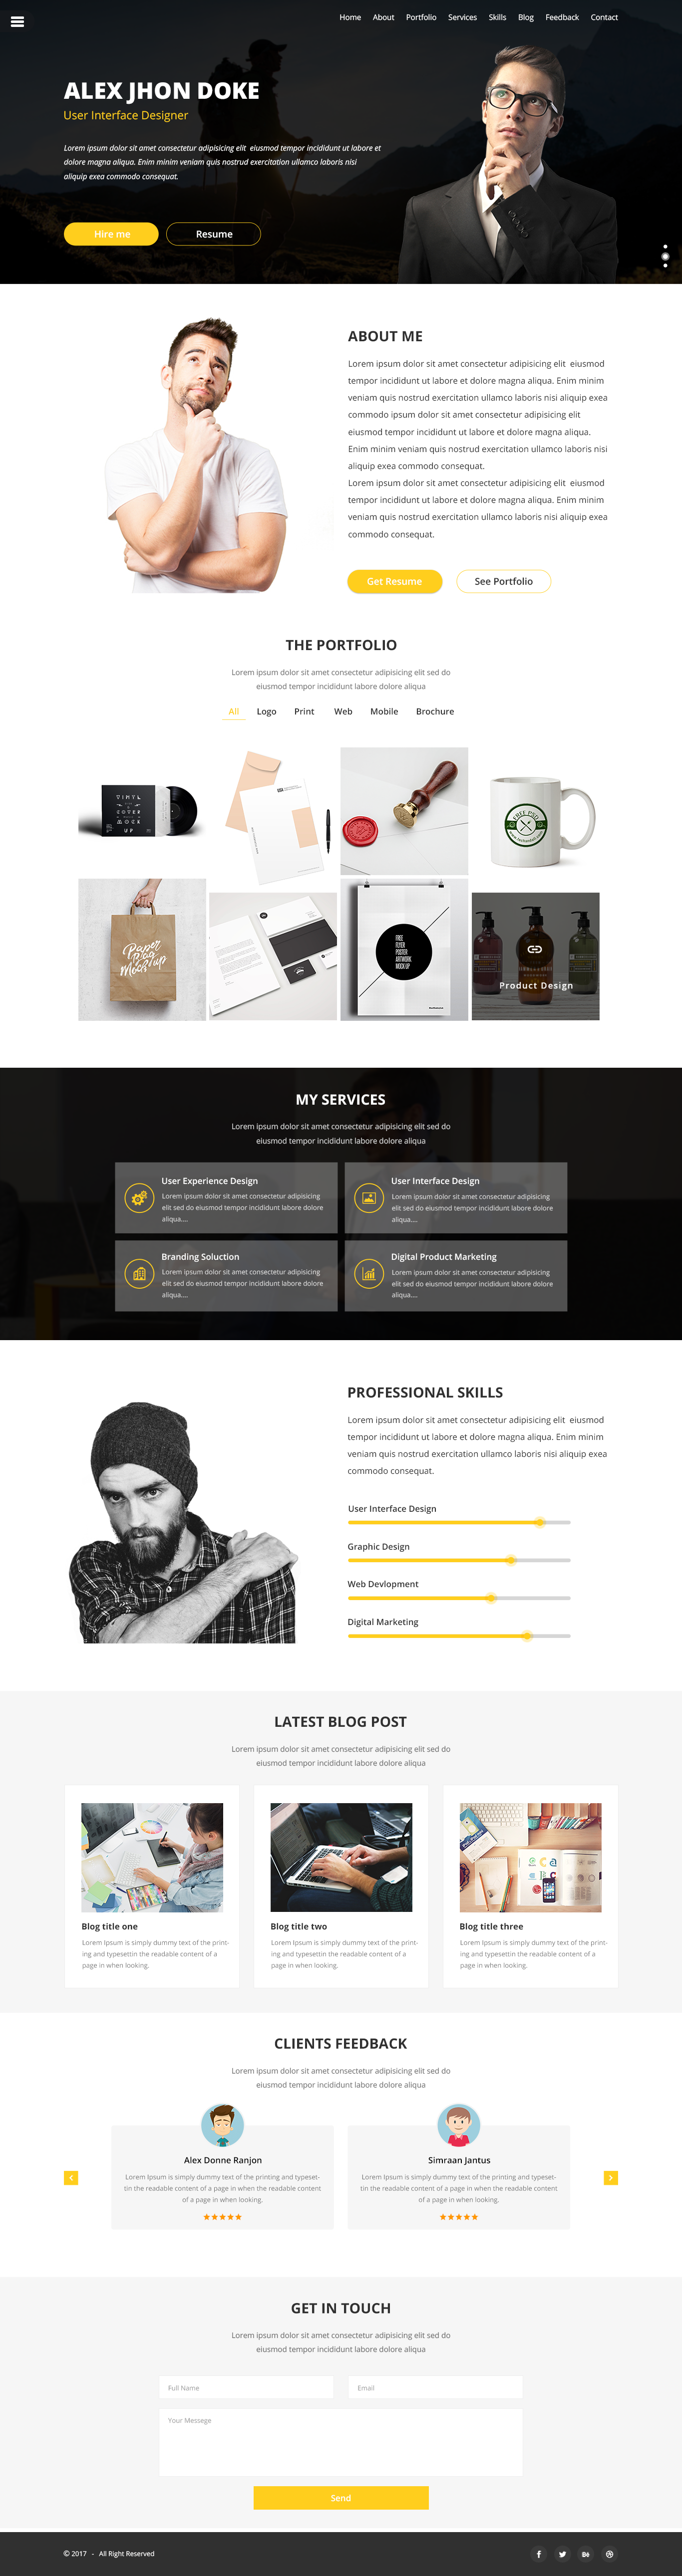 Home About Portfolio Services Skills Blog Feedback Contact
ALEX JHON DOKE
User Interface Designer
Lorem ipsum dolor sit amet consectetur adipisicing elit eiusmod tempor incididunt ut labore et
dolore magna aliqua. Enim minim veniam quis nostrud exercitation ullamco laboris nisi
aliquip exea commodo consequat.
Hire me
Resume
ABOUT ME
Lorem ipsum dolor sit amet consectetur adipisicing elit eiusmod
tempor incididunt ut labore et dolore magna aliqua. Enim minim
veniam quis nostrud exercitation ullamco laboris nisi aliquip exea
commodo ipsum dolor sit amet consectetur adipisicing elit
eiusmod tempor incididunt ut labore et dolore magna aliqua.
Enim minim veniam quis nostrud exercitation ullamco laboris nisi
aliquip exea commodo consequat.
Lorem ipsum dolor sit amet consectetur adipisicing elit eiusmod
tempor incididunt ut labore et dolore magna aliqua. Enim minim
veniam quis nostrud exercitation ullamco laboris nisi aliquip exea
commodo consequat.
Get Resume
See Portfolio
THE PORTFOLIO
Lorem ipsum dolor sit amet consectetur adipisicing elit sed do
eiusmod tempor incididunt labore dolore aliqua
All Logo Print Web Mobile Brochure
VINYL
COVER
MOCK
UP
FREE PSD
Paper
Bag
MockUp
FREE
FLYER
POSTER
ARTWORK
MOCK UP
Product Design
MY SERVICES
Lorem ipsum dolor sit amet consectetur adipisicing elit sed do
eiusmod tempor incididunt labore dolore aliqua
User Experience Design
Lorem ipsum dolor sit amet consectetur adipisicing
elit sed do eiusmod tempor incididunt labore dolore
aliqua....
User Interface Design
Lorem ipsum dolor sit amet consectetur adipisicing
elit sed do eiusmod tempor incididunt labore dolore
aliqua....
Branding Soluction
Lorem ipsum dolor sit amet consectetur adipisicing
elit sed do eiusmod tempor incididunt labore dolore
aliqua....
Digital Product Marketing
Lorem ipsum dolor sit amet consectetur adipisicing
elit sed do eiusmod tempor incididunt labore dolore
aliqua....
PROFESSIONAL SKILLS
Lorem ipsum dolor sit amet consectetur adipisicing elit eiusmod
tempor incididunt ut labore et dolore magna aliqua. Enim minim
veniam quis nostrud exercitation ullamco laboris nisi aliquip exea
commodo consequat.
User Interface Design
Graphic Design
Web Devlopment
Digital Marketing
LATEST BLOG POST
Lorem ipsum dolor sit amet consectetur adipisicing elit sed do
eiusmod tempor incididunt labore dolore aliqua
Blog title one
Lorem Ipsum is simply dummy text of the print-
ing and typesettin the readable content of a
page in when looking.
Blog title two
Lorem Ipsum is simply dummy text of the print-
ing and typesettin the readable content of a
page in when looking.
Blog title three
Lorem Ipsum is simply dummy text of the print-
ing and typesettin the readable content of a
page in when looking.
CLIENTS FEEDBACK
Lorem ipsum dolor sit amet consectetur adipisicing elit sed do
eiusmod tempor incididunt labore dolore aliqua
Alex Donne Ranjon
Lorem Ipsum is simply dummy text of the printing and typeset-
tin the readable content of a page in when the readable content
of a page in when looking.
Simraan Jantus
Lorem Ipsum is simply dummy text of the printing and typeset-
tin the readable content of a page in when the readable content
of a page in when looking.
GET IN TOUCH
Lorem ipsum dolor sit amet consectetur adipisicing elit sed do
eiusmod tempor incididunt labore dolore aliqua
Full Name
Email
Your Messege
Send
© 2017 - All Right Reserved